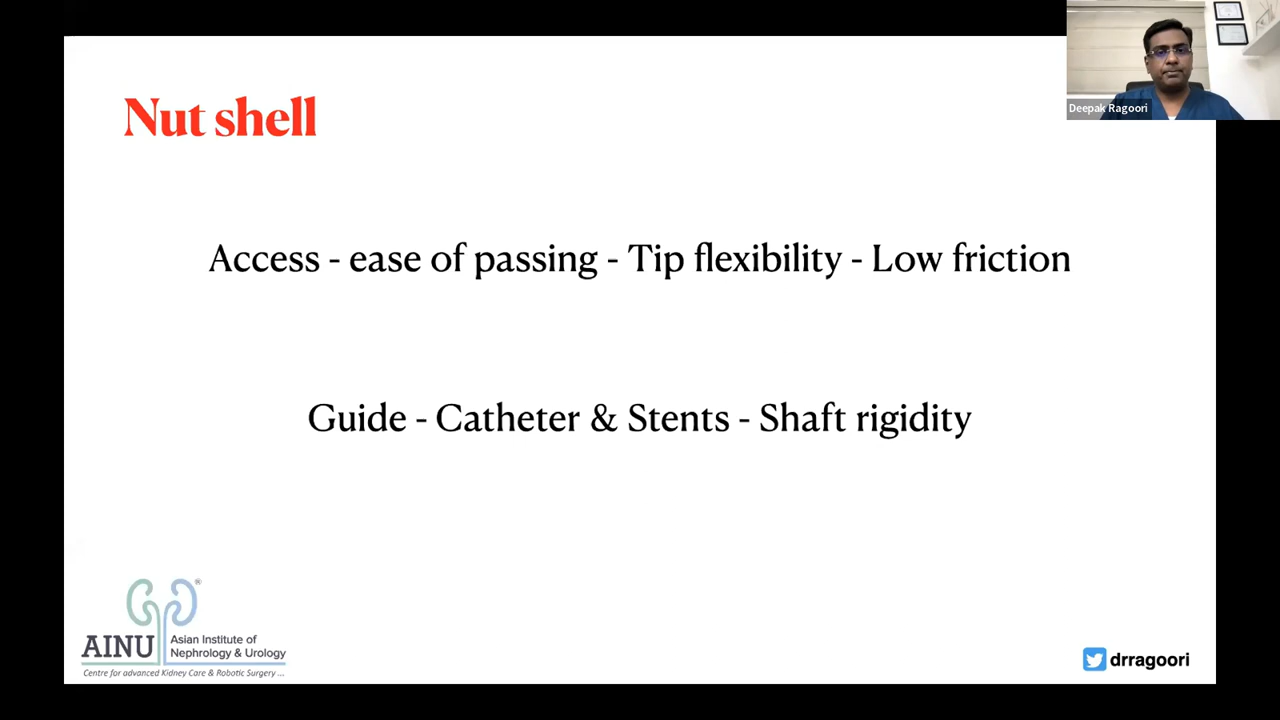 Deepak Ragoori
Nut shell
Access - ease of passing - Tip flexibility - Low friction
Guide - Catheter & Stents - Shaft rigidity
®
AINU
Asian Institute of
Nephrology & Urology
Centre for advanced Kidney Care & Robotic Surgery ...
drragoori